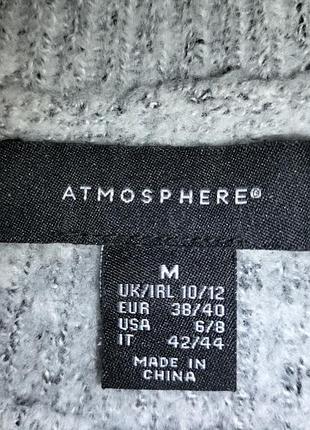 ATMOSPHERE®
M
UK/IRL 10/12
EUR 38/40
USA 6/8
IT 42/44
MADE IN
CHINA